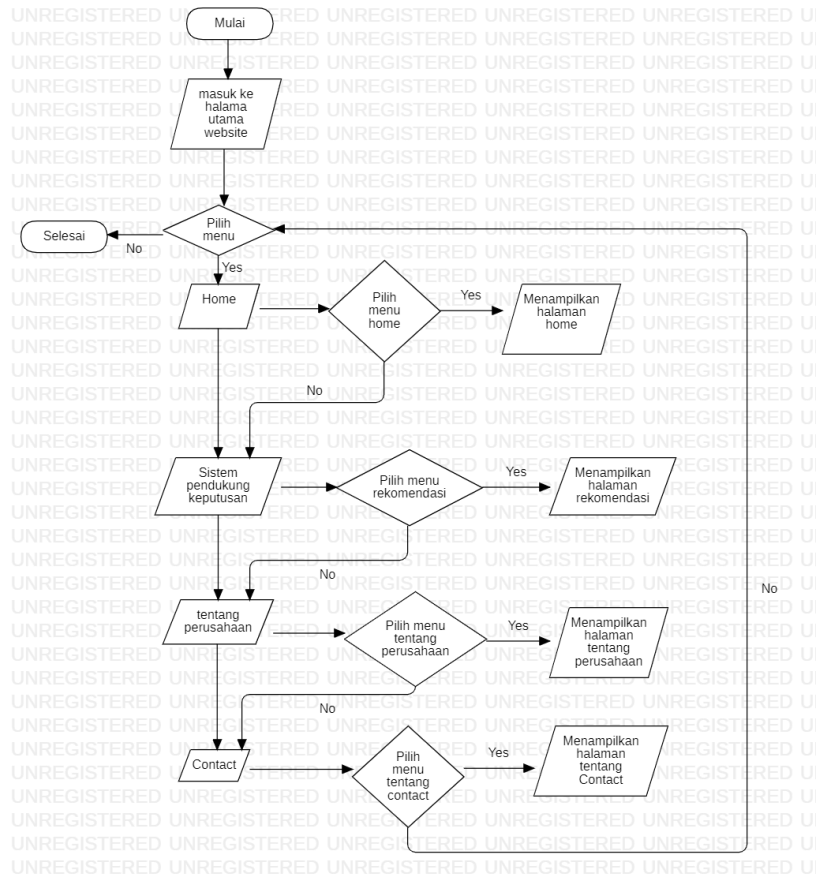 Mulai
masuk ke
halama
utama
website
Pilih
menu
Selesai
No
Yes
Home
Pilih
menu
home
Yes
Menampilkan
halaman
home
No
Sistem
pendukung
keputusan
Pilih menu
rekomendasi
Yes
Menampilkan
halaman
rekomendasi
No
tentang
perusahaan
Pilih menu
tentang
perusahaan
Yes
Menampilkan
halaman
tentang
perusahaan
No
No
Contact
Pilih
menu
tentang
contact
Yes
Menampilkan
halaman
tentang
Contact
UNREGISTERED